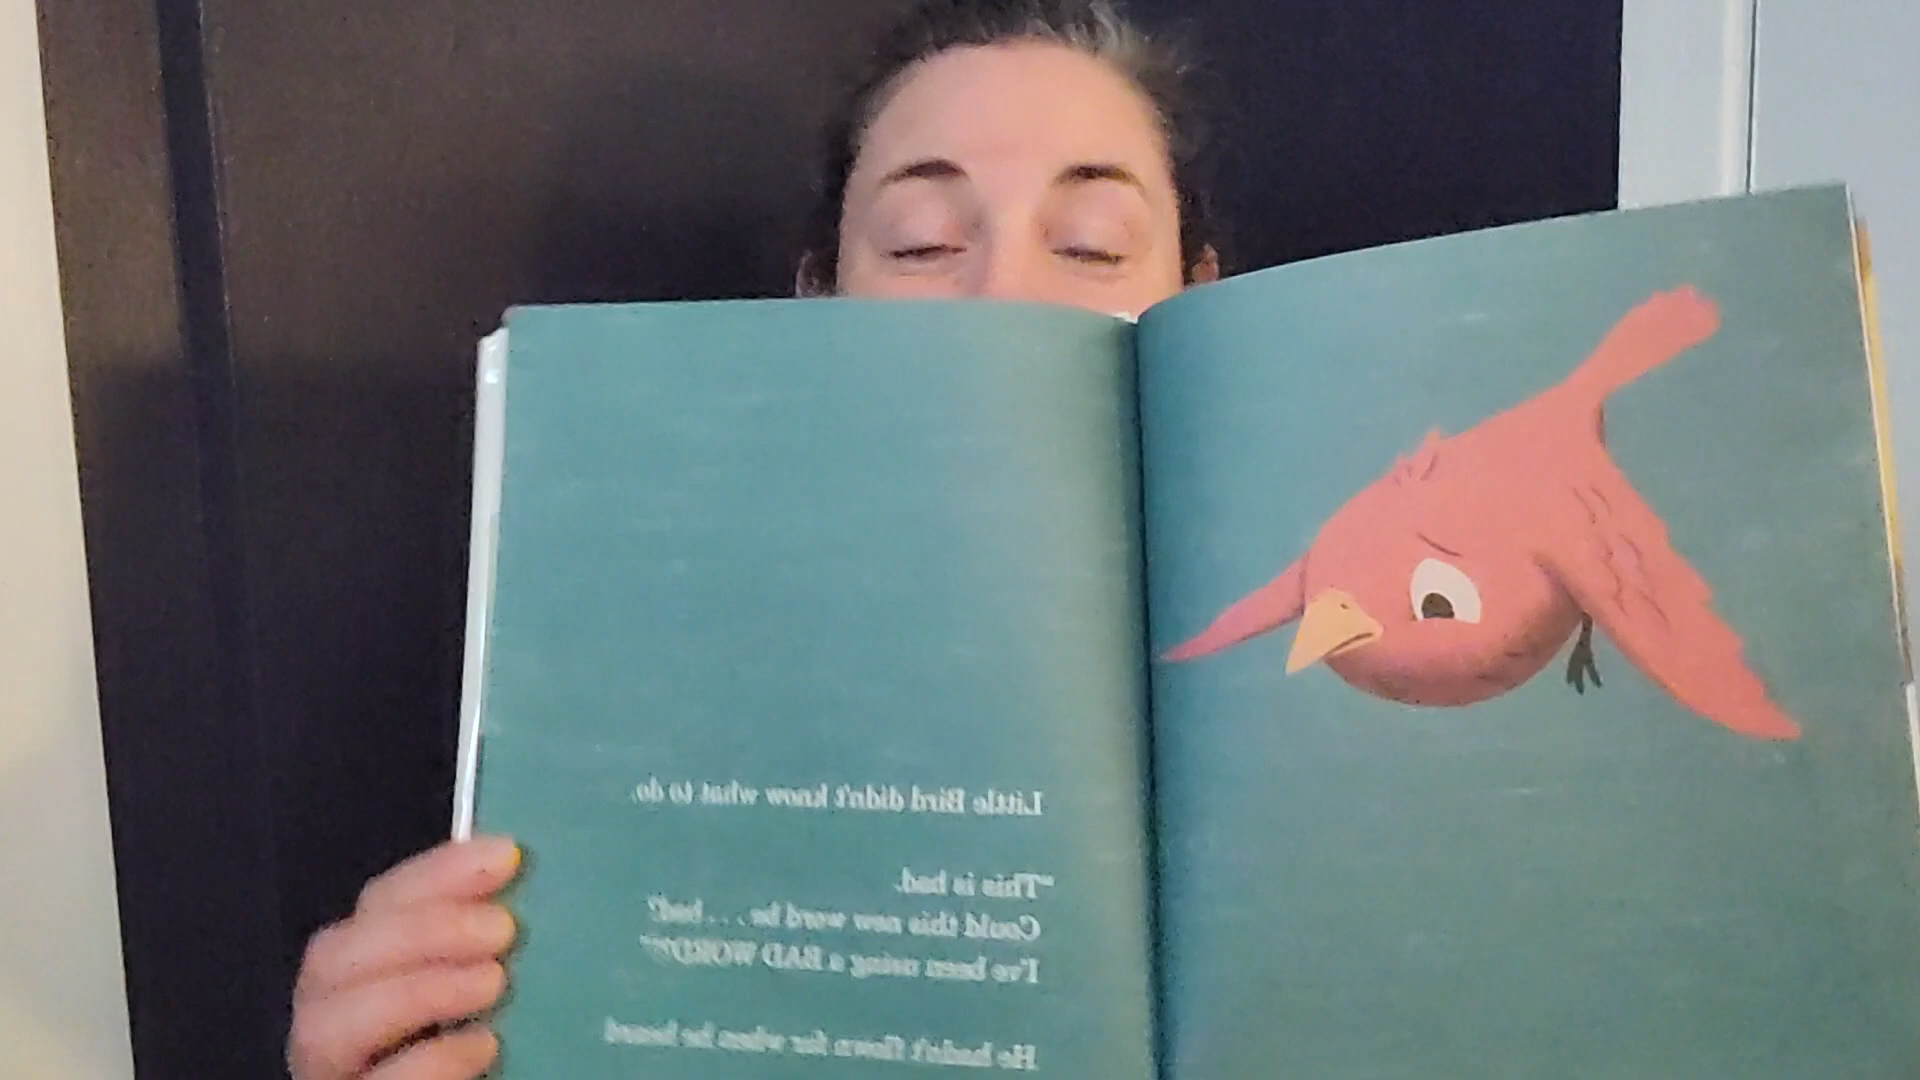 Little Bird didn't know what to do.
"This is bad.
Could this new word be . . . bad?
I've been using a BAD WORD?"
He hadn't flown far when he heard